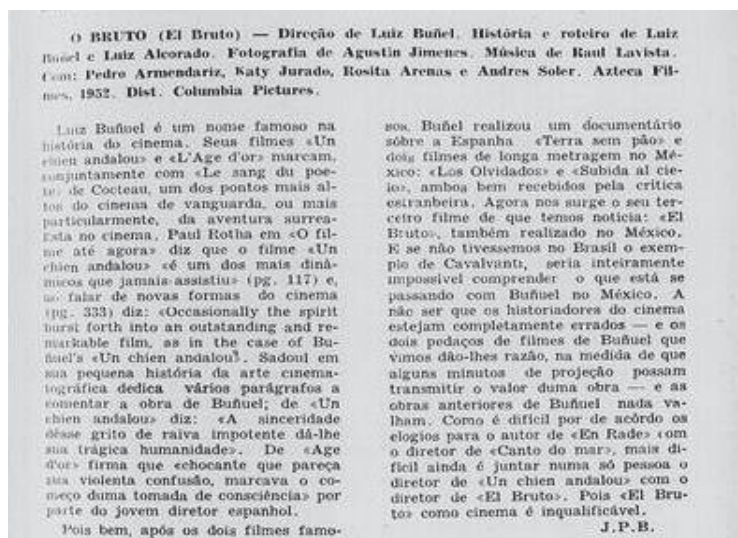 O BRUTO (El Bruto) — Direção de Luiz Buñel. História e roteiro de Luiz
Buñel e Luiz Alcorado. Fotografia de Agustin Jimenes. Música de Raul Lavista.
Com: Pedro Armendariz, Katy Jurado, Rosita Arenas e Andres Soler. Azteca Fil-
mes, 1952. Dist. Columbia Pictures.
Luiz Buñuel é um nome famoso na
história do cinema. Seus filmes «Un
chien andalou» e «L'Age d'or» marcam,
conjuntamente com «Le sang du poe-
te» de Cocteau, um dos pontos mais al-
tos do cinema de vanguarda, ou mais
particularmente, da aventura surrea-
lista no cinema. Paul Rotha em «O fil-
me até agora» diz que o filme «Un
chien andalou» «é um dos mais dinâ-
micos que jamais assistiu» (pg. 117) e,
ao falar de novas formas do cinema
(pg. 333) diz: «Occasionally the spirit
burst forth into an outstanding and re-
markable film, as in the case of Bu-
ñuel's «Un chien andalou». Sadoul em
sua pequena história da arte cinema-
tográfica dedica vários parágrafos a
comentar a obra de Buñuel; de «Un
chien andalou» diz: «A sinceridade
dêsse grito de raiva impotente dá-lhe
sua trágica humanidade». De «Age
d'or» firma que «chocante que pareça
sua violenta confusão, marcava o co-
meço duma tomada de consciência» por
parte do jovem diretor espanhol.
Pois bem, após os dois filmes famo-
sos, Buñel realizou um documentário
sôbre a Espanha «Terra sem pão» e
dois filmes de longa metragem no Mé-
xico: «Los Olvidados» e «Subida al cie-
lo», ambos bem recebidos pela critica
estranbeira. Agora nos surge o seu ter-
ceiro filme de que temos noticia: «El
Bruto», também realizado no México.
E se não tivessemos no Brasil o exem-
plo de Cavalvanti, seria inteiramente
impossivel comprender o que está se
passando com Buñuel no México. A
não ser que os historiadores do cinema
estejam completamente errados — e os
dois pedaços de filmes de Buñuel que
vimos dão-lhes razão, na medida de que
alguns minutos de projeção possam
transmitir o valor duma obra — e as
obras anteriores de Buñuel nada va-
lham. Como é dificil por de acôrdo os
elogios para o autor de «En Rade» com
o diretor de «Canto do mar», mais di-
ficil ainda é juntar numa só pessoa o
diretor de «Un chien andalou» com o
diretor de «El Bruto». Pois «El Bru-
to» como cinema é inqualificável.
J.P.B.